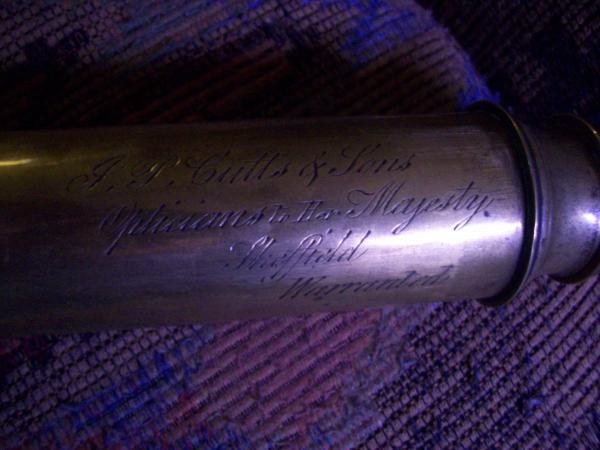 J. P. Cutts & Sons
Opticians to Her Majesty.
Sheffield
Warranted